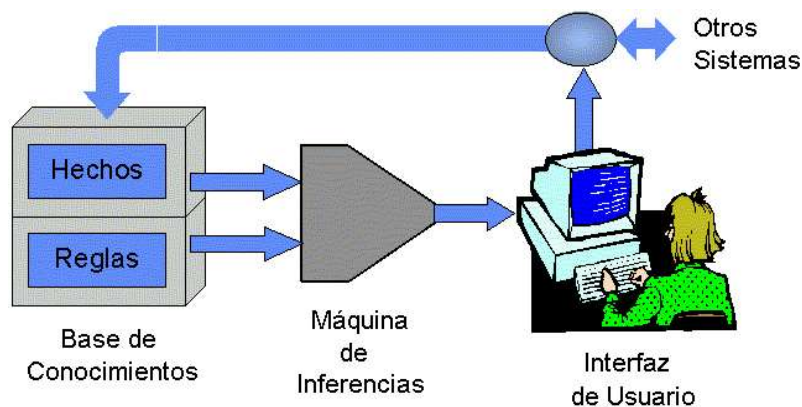 Otros
Sistemas
Hechos
Reglas
Base de
Conocimientos
Máquina
de
Inferencias
Interfaz
de Usuario